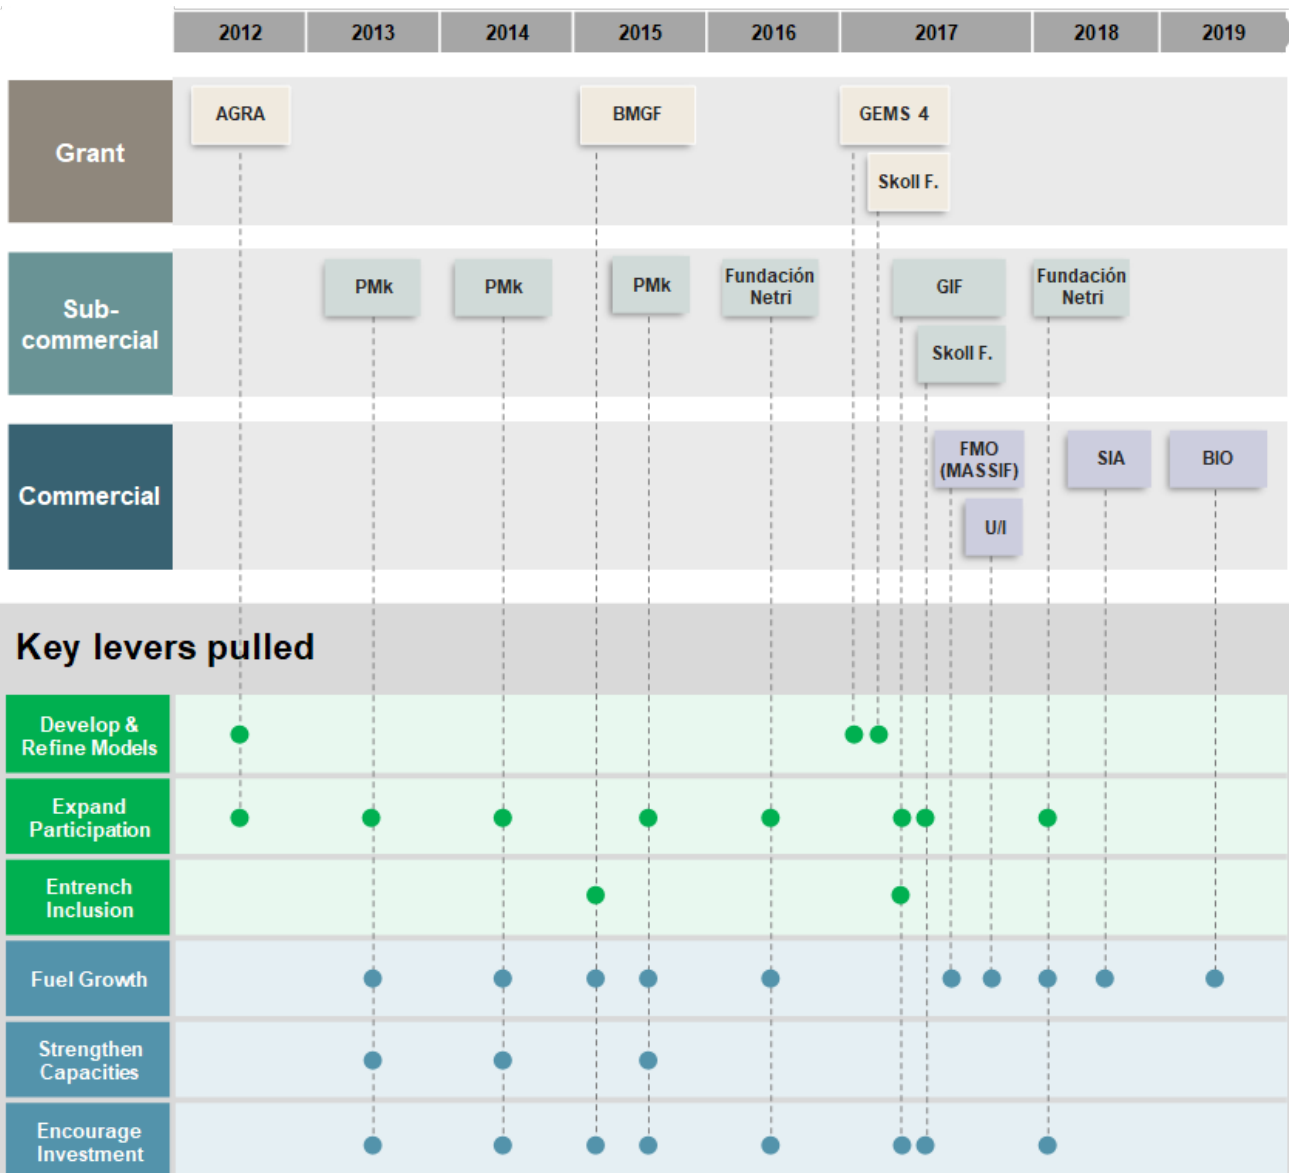 2012 2013 2014 2015 2016 2017 2018 2019
Grant
AGRA
BMGF
GEMS 4
Skoll F.
Sub-
commercial
PMk
PMk
PMk
Fundación
Netri
GIF
Skoll F.
Fundación
Netri
Commercial
FMO
(MASSIF)
U/I
SIA
BIO
Key levers pulled
Develop &
Refine Models
Expand
Participation
Entrench
Inclusion
Fuel Growth
Strengthen
Capacities
Encourage
Investment